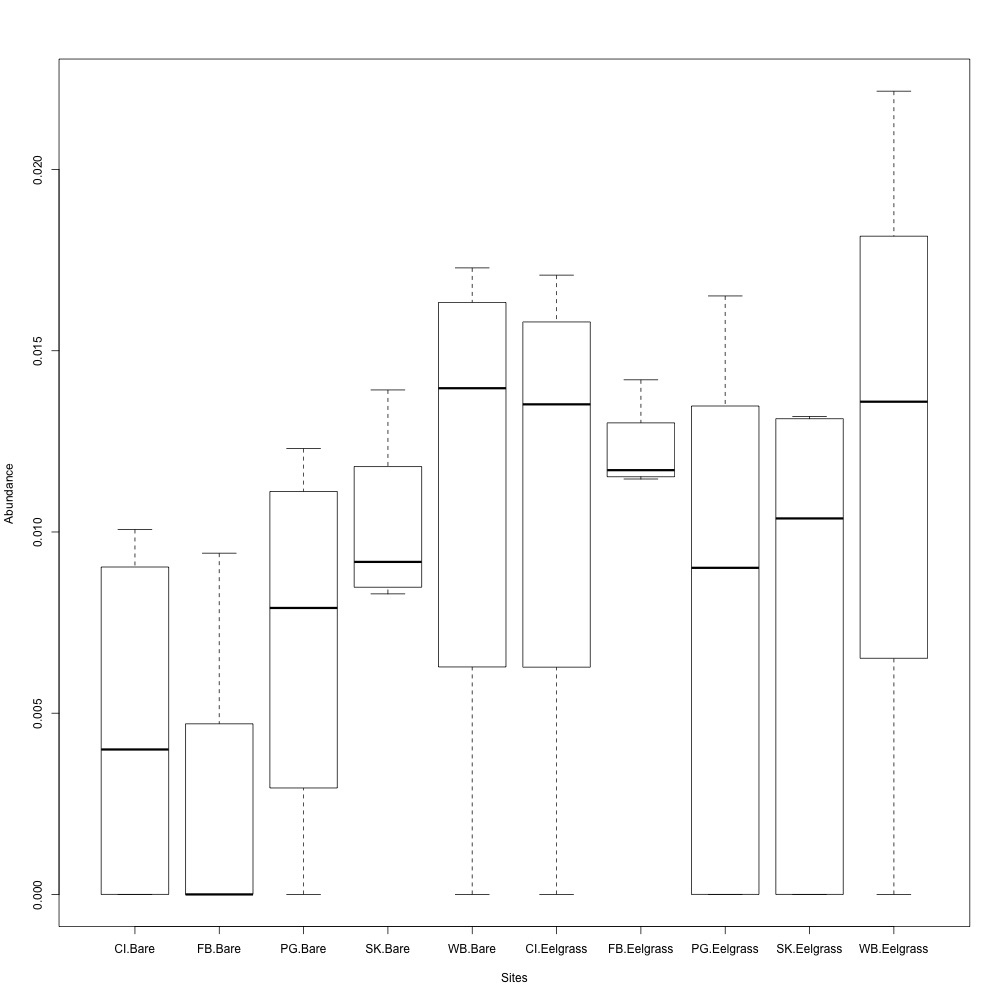 Abundance
0.020
0.015
0.010
0.005
0.000
CI.Bare FB.Bare PG.Bare SK.Bare WB.Bare CI.Eelgrass FB.Eelgrass PG.Eelgrass SK.Eelgrass WB.Eelgrass
Sites